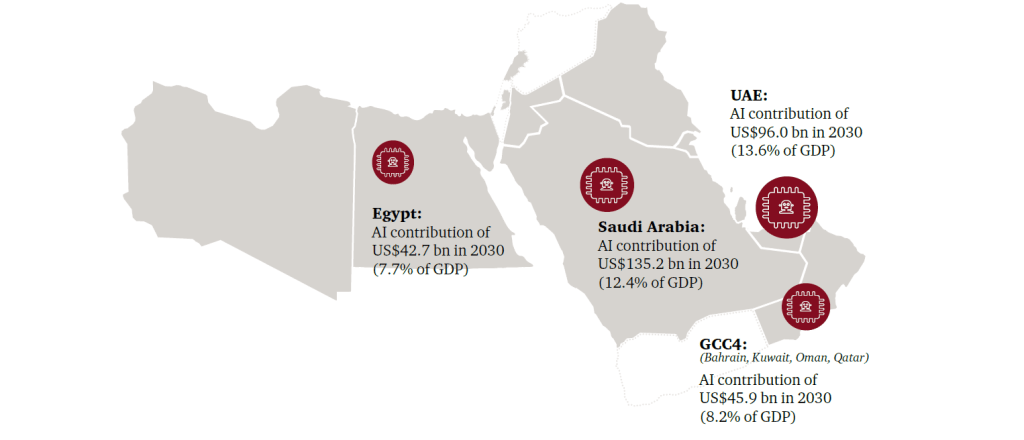 UAE:
AI contribution of
US$96.0 bn in 2030
(13.6% of GDP)
Egypt:
AI contribution of
US$42.7 bn in 2030
(7.7% of GDP)
Saudi Arabia:
AI contribution of
US$135.2 bn in 2030
(12.4% of GDP)
GCC4:
(Bahrain, Kuwait, Oman, Qatar)
AI contribution of
US$45.9 bn in 2030
(8.2% of GDP)